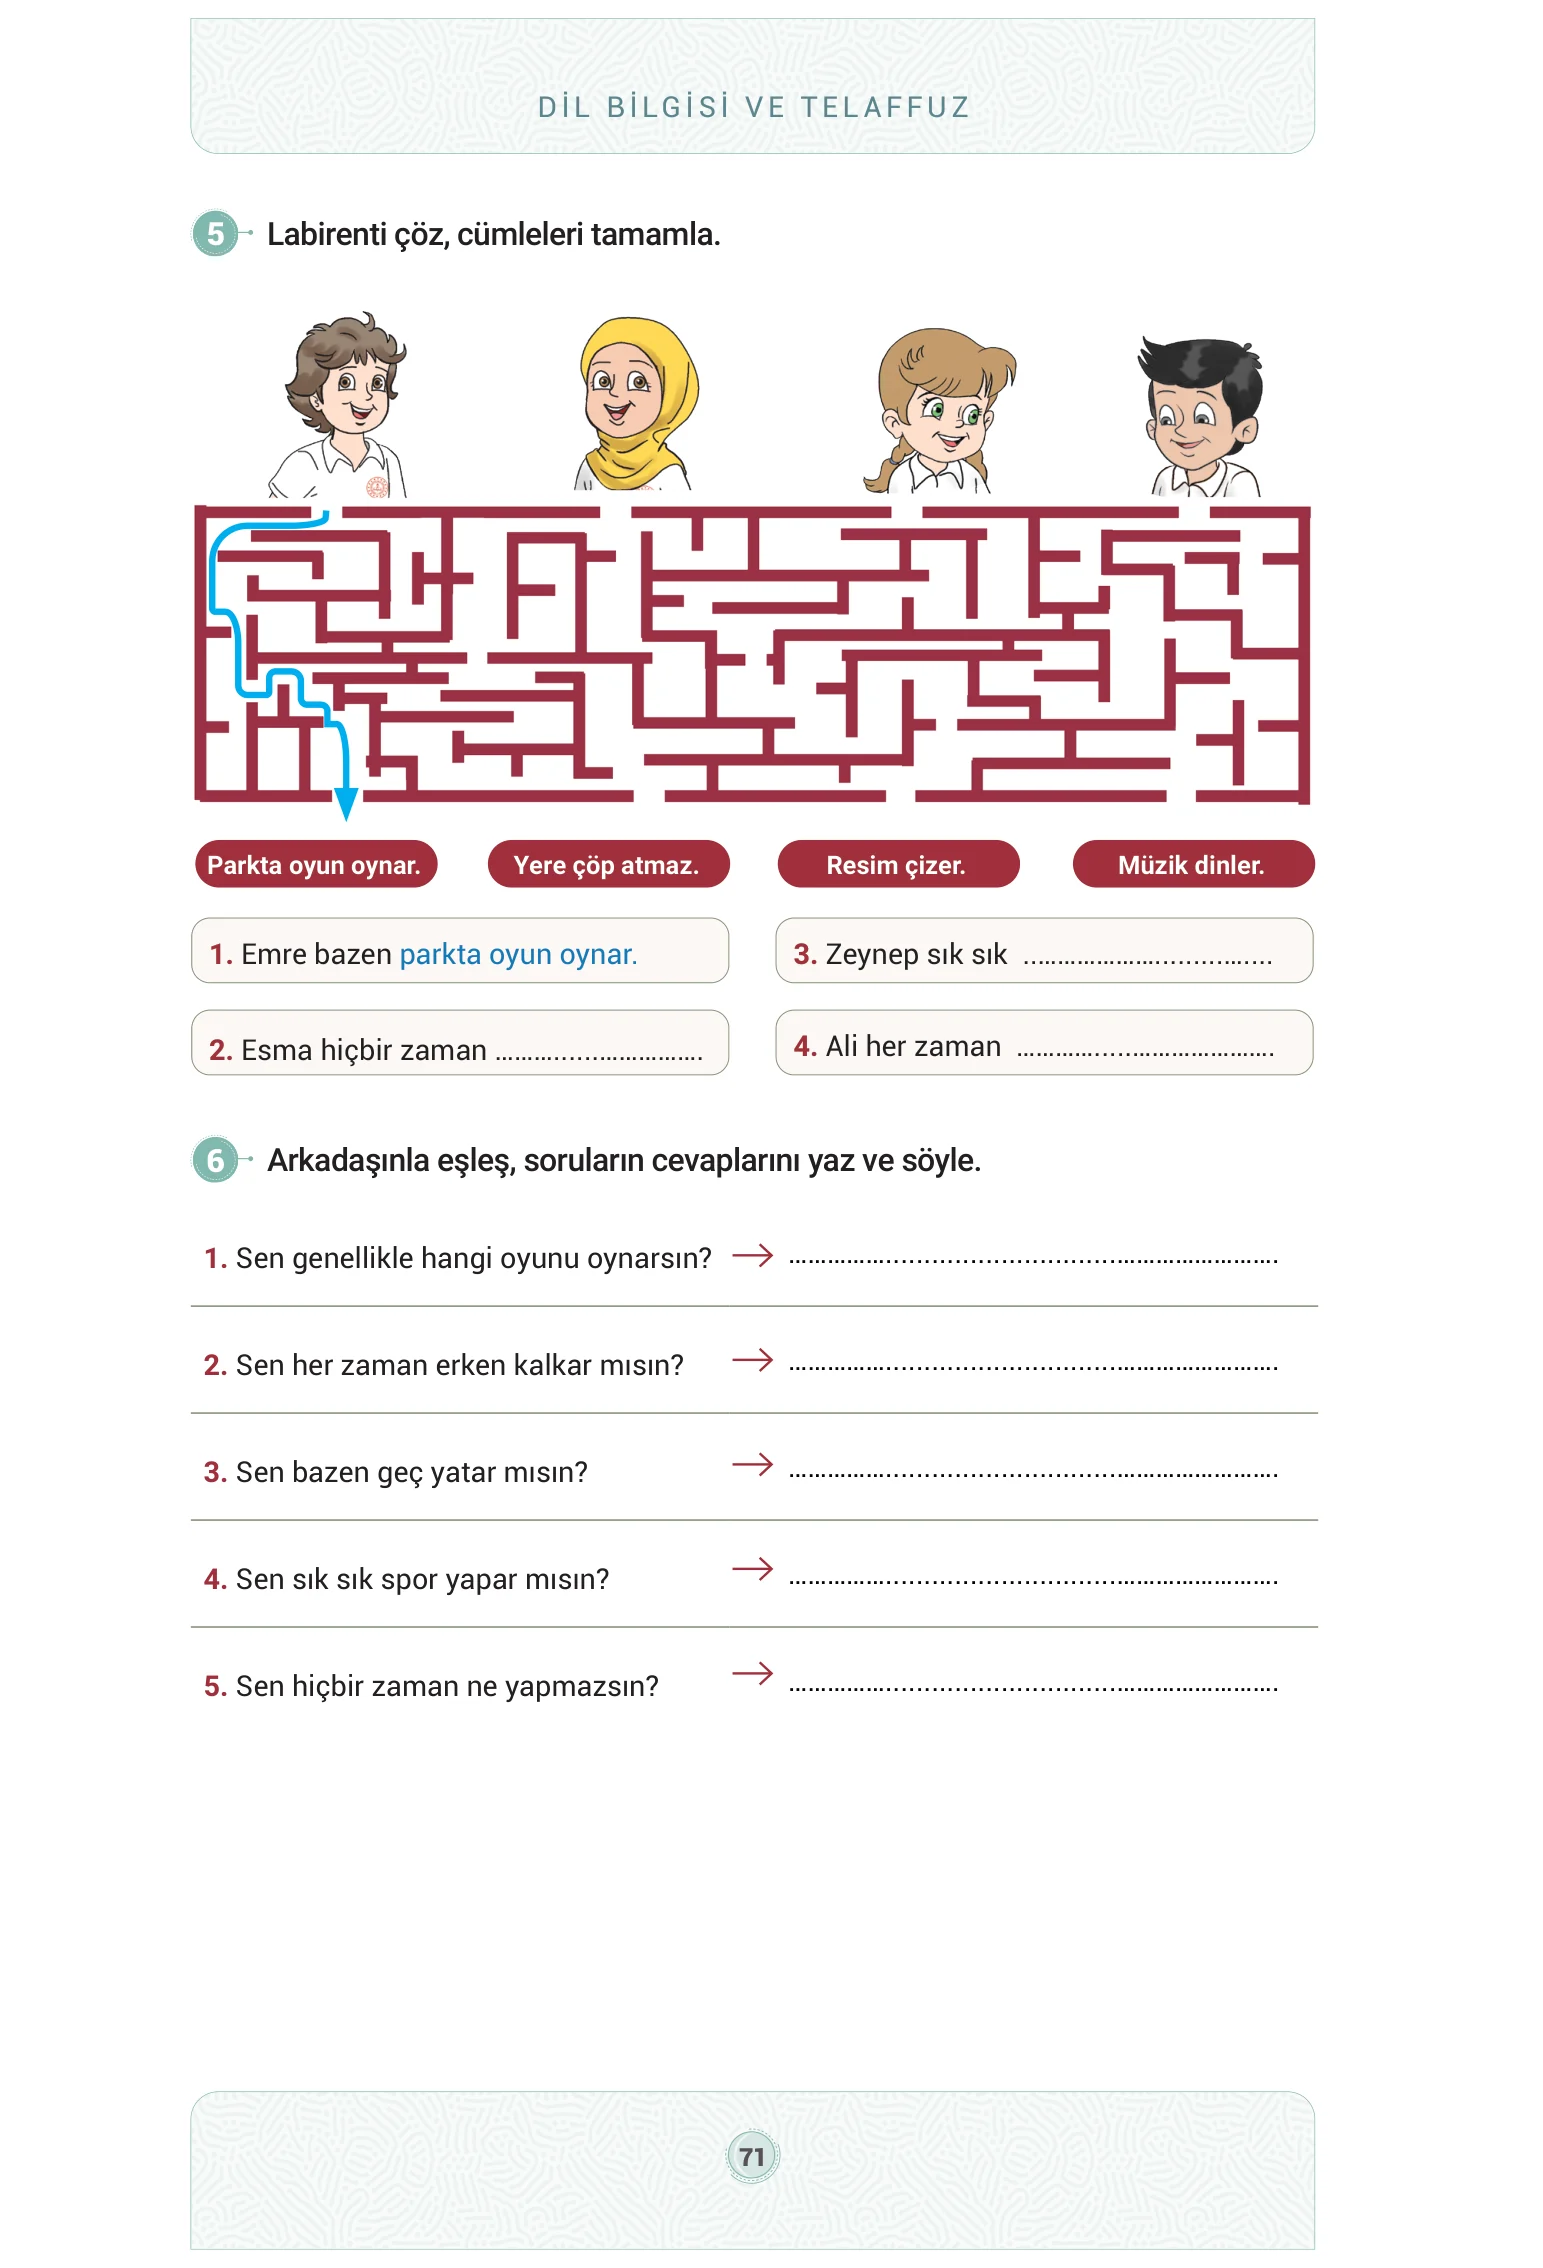 DİL BİLGİSİ VE TELAFFUZ
5 Labirenti çöz, cümleleri tamamla.
Parkta oyun oynar. Yere çöp atmaz. Resim çizer. Müzik dinler.
1. Emre bazen parkta oyun oynar.
3. Zeynep sık sık ........................................
2. Esma hiçbir zaman ........................................
4. Ali her zaman ........................................
6 Arkadaşınla eşleş, soruların cevaplarını yaz ve söyle.
1. Sen genellikle hangi oyunu oynarsın? → ............................................................
2. Sen her zaman erken kalkar mısın? → ............................................................
3. Sen bazen geç yatar mısın? → ............................................................
4. Sen sık sık spor yapar mısın? → ............................................................
5. Sen hiçbir zaman ne yapmazsın? → ............................................................
71